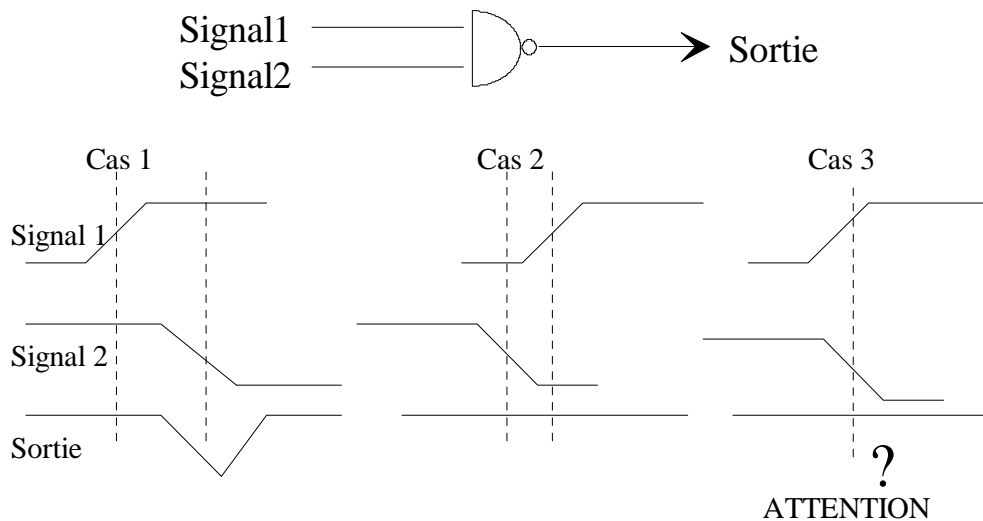 Signal1
Signal2
Sortie
Cas 1
Cas 2
Cas 3
Signal 1
Signal 2
Sortie
?
ATTENTION